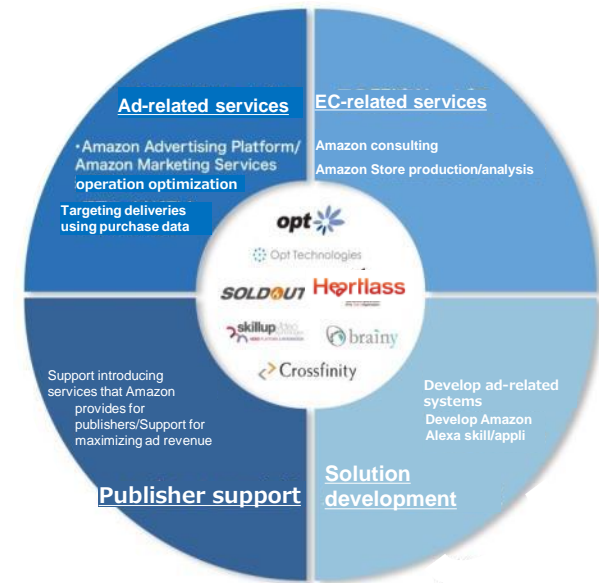 Ad-related services
・Amazon Advertising Platform/
Amazon Marketing Services
operation optimization
Targeting deliveries
using purchase data
EC-related services
Amazon consulting
Amazon Store production/analysis
opt
Opt Technologies
SOLDOUT
Heartlass
skillup
brainy
Crossfinity
Support introducing
services that Amazon
provides for
publishers/Support for
maximizing ad revenue
Publisher support
Develop ad-related
systems
Develop Amazon
Alexa skill/appli
Solution
development